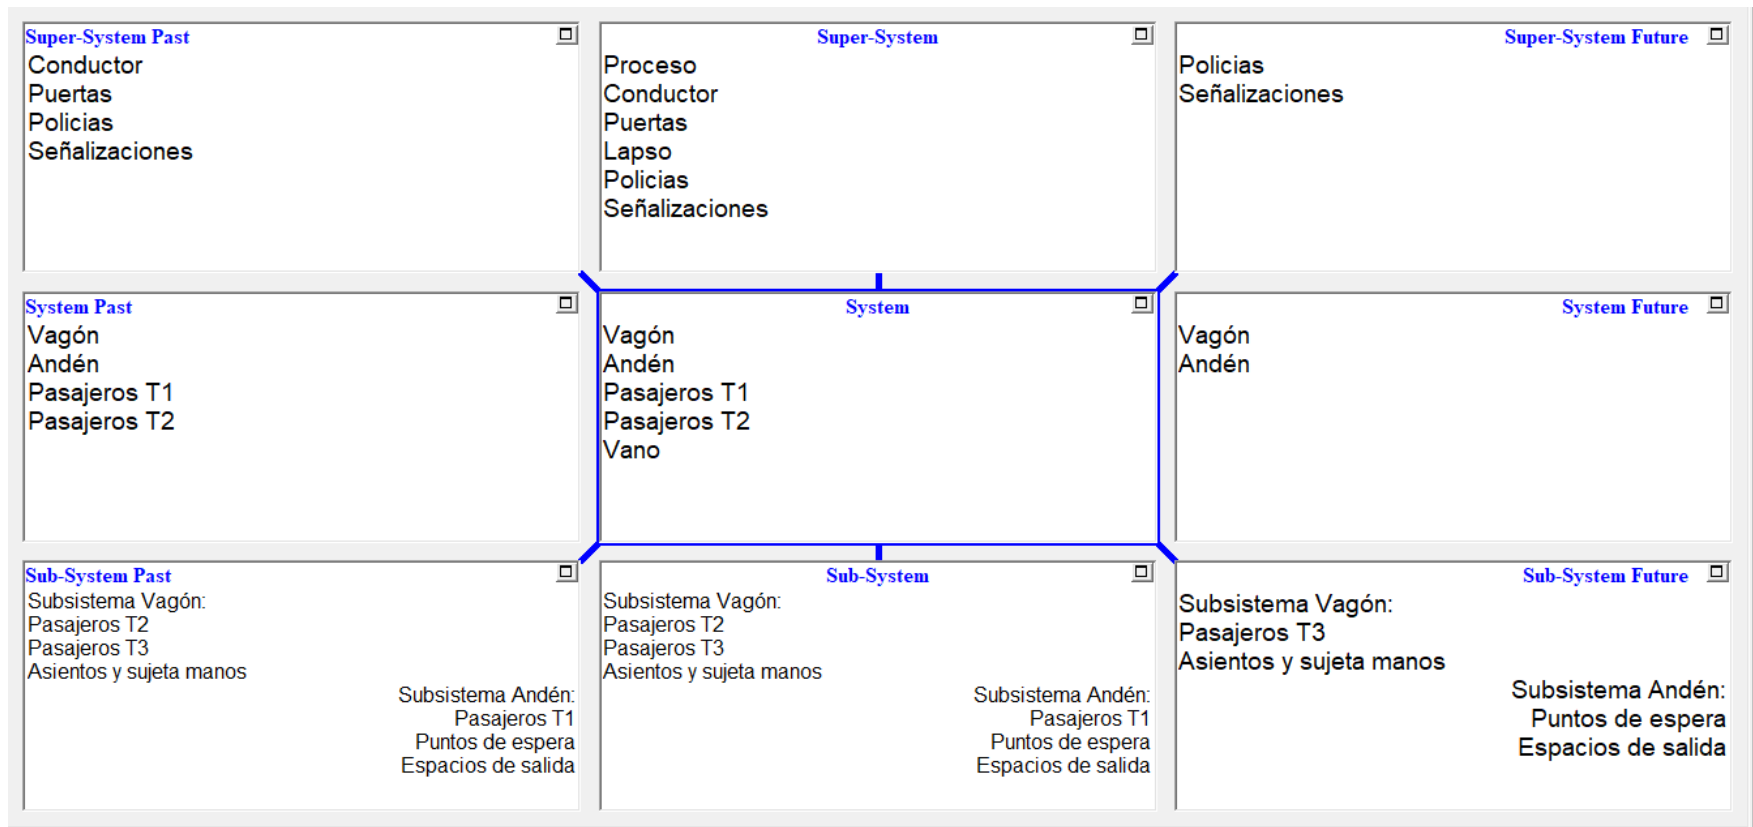 Super-System Past
Conductor
Puertas
Policias
Señalizaciones
Super-System
Proceso
Conductor
Puertas
Lapso
Policias
Señalizaciones
Super-System Future
Policias
Señalizaciones
System Past
Vagón
Andén
Pasajeros T1
Pasajeros T2
System
Vagón
Andén
Pasajeros T1
Pasajeros T2
Vano
System Future
Vagón
Andén
Sub-System Past
Subsistema Vagón:
Pasajeros T2
Pasajeros T3
Asientos y sujeta manos
Subsistema Andén:
Pasajeros T1
Puntos de espera
Espacios de salida
Sub-System
Subsistema Vagón:
Pasajeros T2
Pasajeros T3
Asientos y sujeta manos
Subsistema Andén:
Pasajeros T1
Puntos de espera
Espacios de salida
Sub-System Future
Subsistema Vagón:
Pasajeros T3
Asientos y sujeta manos
Subsistema Andén:
Puntos de espera
Espacios de salida